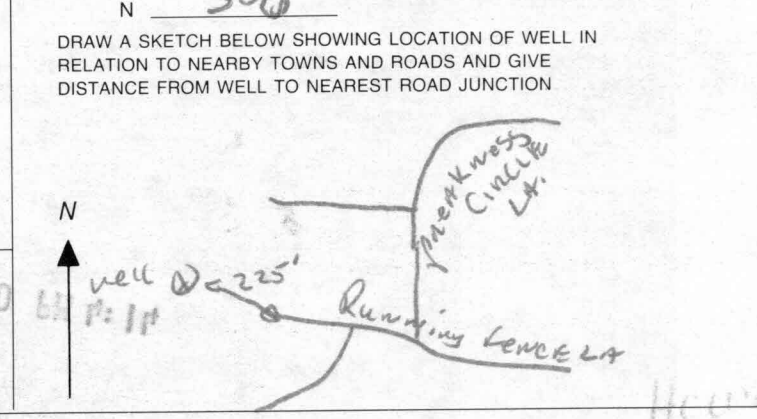 N
DRAW A SKETCH BELOW SHOWING LOCATION OF WELL IN
RELATION TO NEARBY TOWNS AND ROADS AND GIVE
DISTANCE FROM WELL TO NEAREST ROAD JUNCTION
PREAKNESS
CIRCLE
LA.
N
well
225'
Running FENCE LA